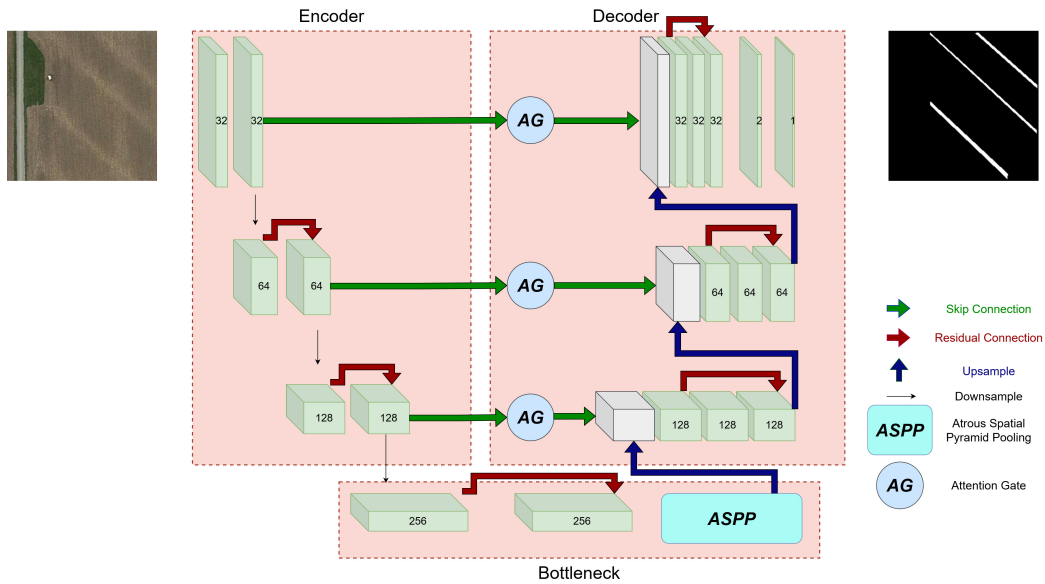 Encoder
Decoder
32
32
AG
32
32
32
2
1
64
64
AG
64
64
64
Skip Connection
Residual Connection
Upsample
Downsample
128
128
AG
128
128
128
ASPP
Atrous Spatial
Pyramid Pooling
AG
Attention Gate
256
256
ASPP
Bottleneck